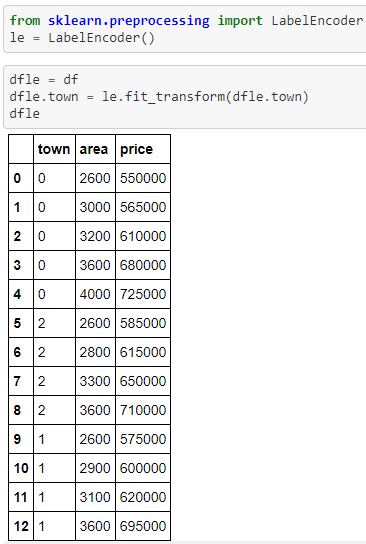 from sklearn.preprocessing import LabelEncoder
le = LabelEncoder()
dfle = df
dfle.town = le.fit_transform(dfle.town)
dfle
town area price
0 0 2600 550000
1 0 3000 565000
2 0 3200 610000
3 0 3600 680000
4 0 4000 725000
5 2 2600 585000
6 2 2800 615000
7 2 3300 650000
8 2 3600 710000
9 1 2600 575000
10 1 2900 600000
11 1 3100 620000
12 1 3600 695000